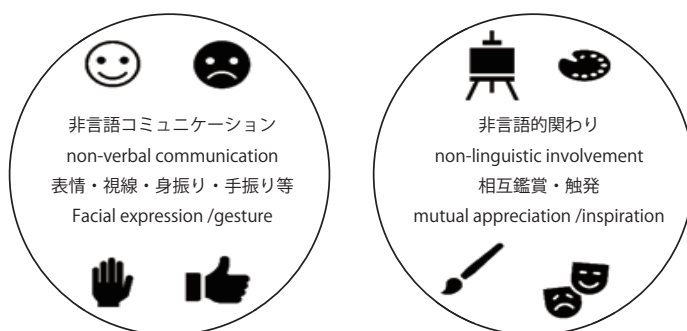 非言語コミュニケーション
non-verbal communication
表情・視線・身振り・手振り等
Facial expression /gesture
非言語的関わり
non-linguistic involvement
相互鑑賞・触発
mutual appreciation /inspiration